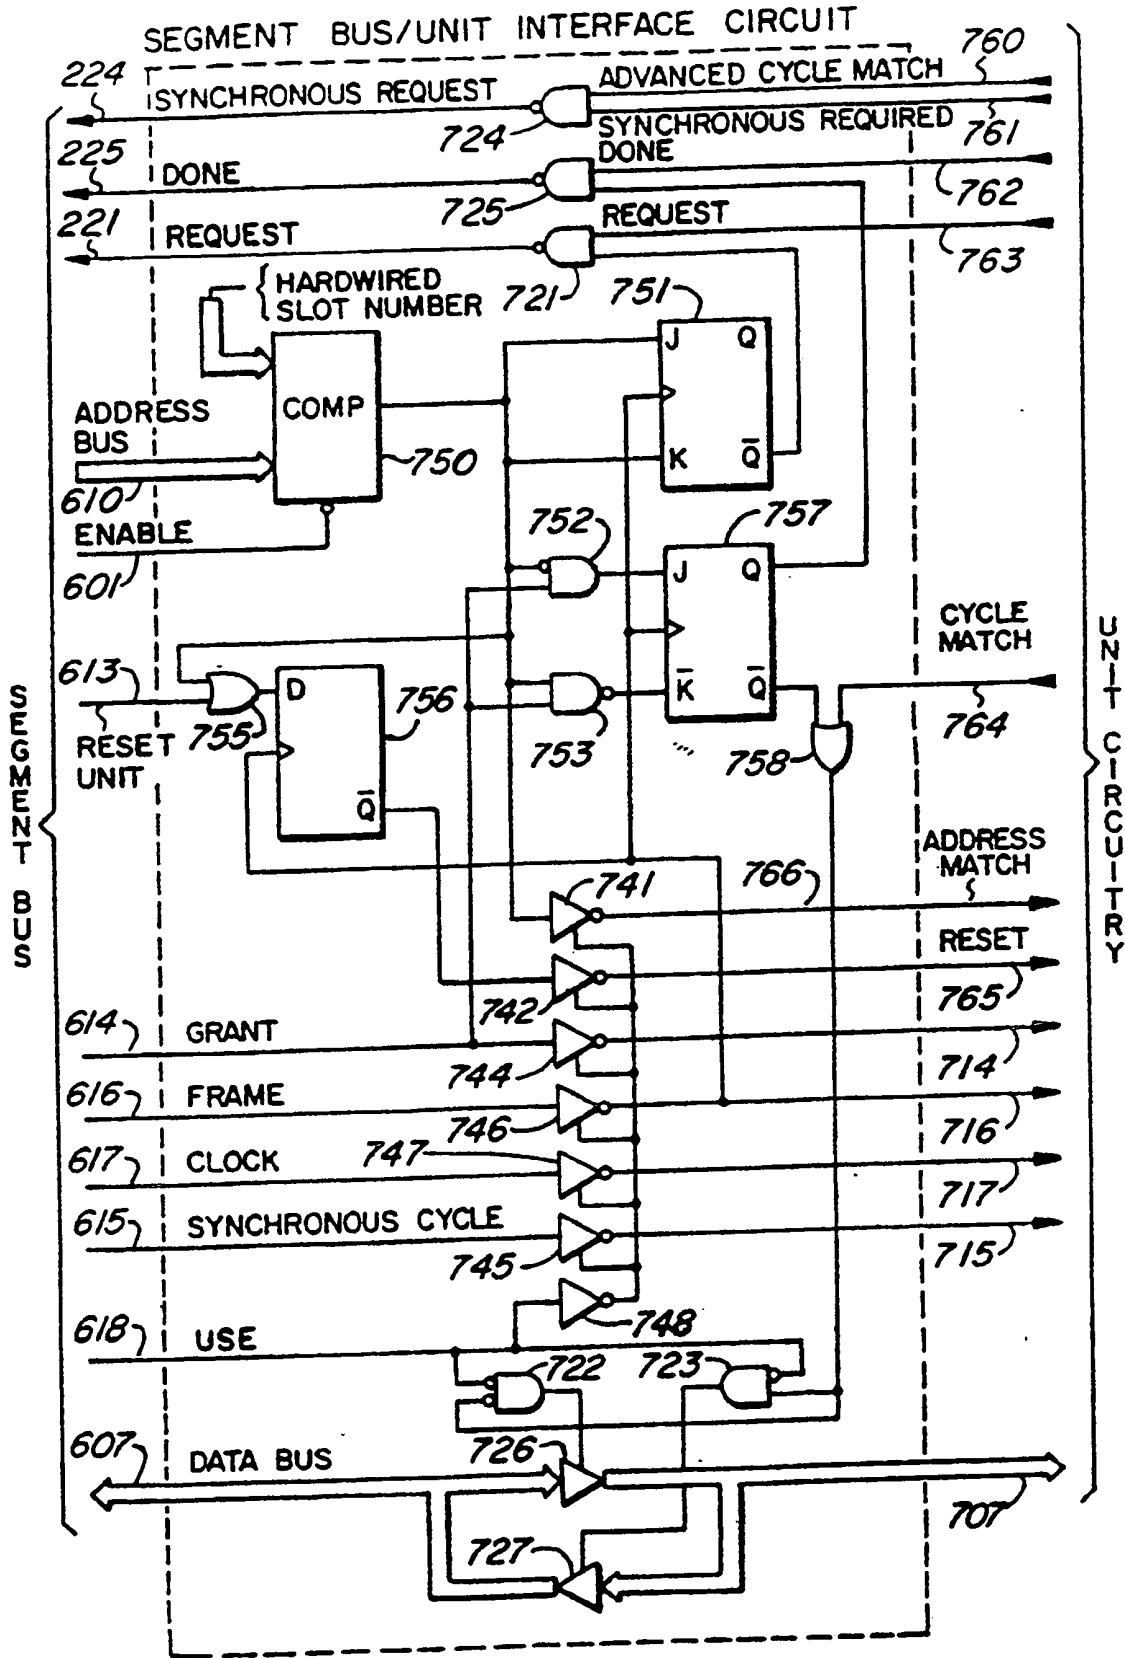 SEGMENT BUS/UNIT INTERFACE CIRCUIT
224
SYNCHRONOUS REQUEST
724
ADVANCED CYCLE MATCH
760
SYNCHRONOUS REQUIRED
761
225
DONE
725
DONE
762
221
REQUEST
721
REQUEST
763
HARDWIRED
SLOT NUMBER
751
J Q
COMP
ADDRESS
BUS
750
K Q̅
610
ENABLE
601
752
757
J Q
CYCLE
MATCH
613
D
756
K̅ Q̅
764
RESET
UNIT
755
753
758
Q̅
741
766
ADDRESS
MATCH
742
RESET
765
614
GRANT
744
714
616
FRAME
746
716
617
CLOCK
747
717
615
SYNCHRONOUS CYCLE
745
715
618
USE
748
722
723
607
DATA BUS
726
707
727
SEGMENT BUS
UNIT CIRCUITRY